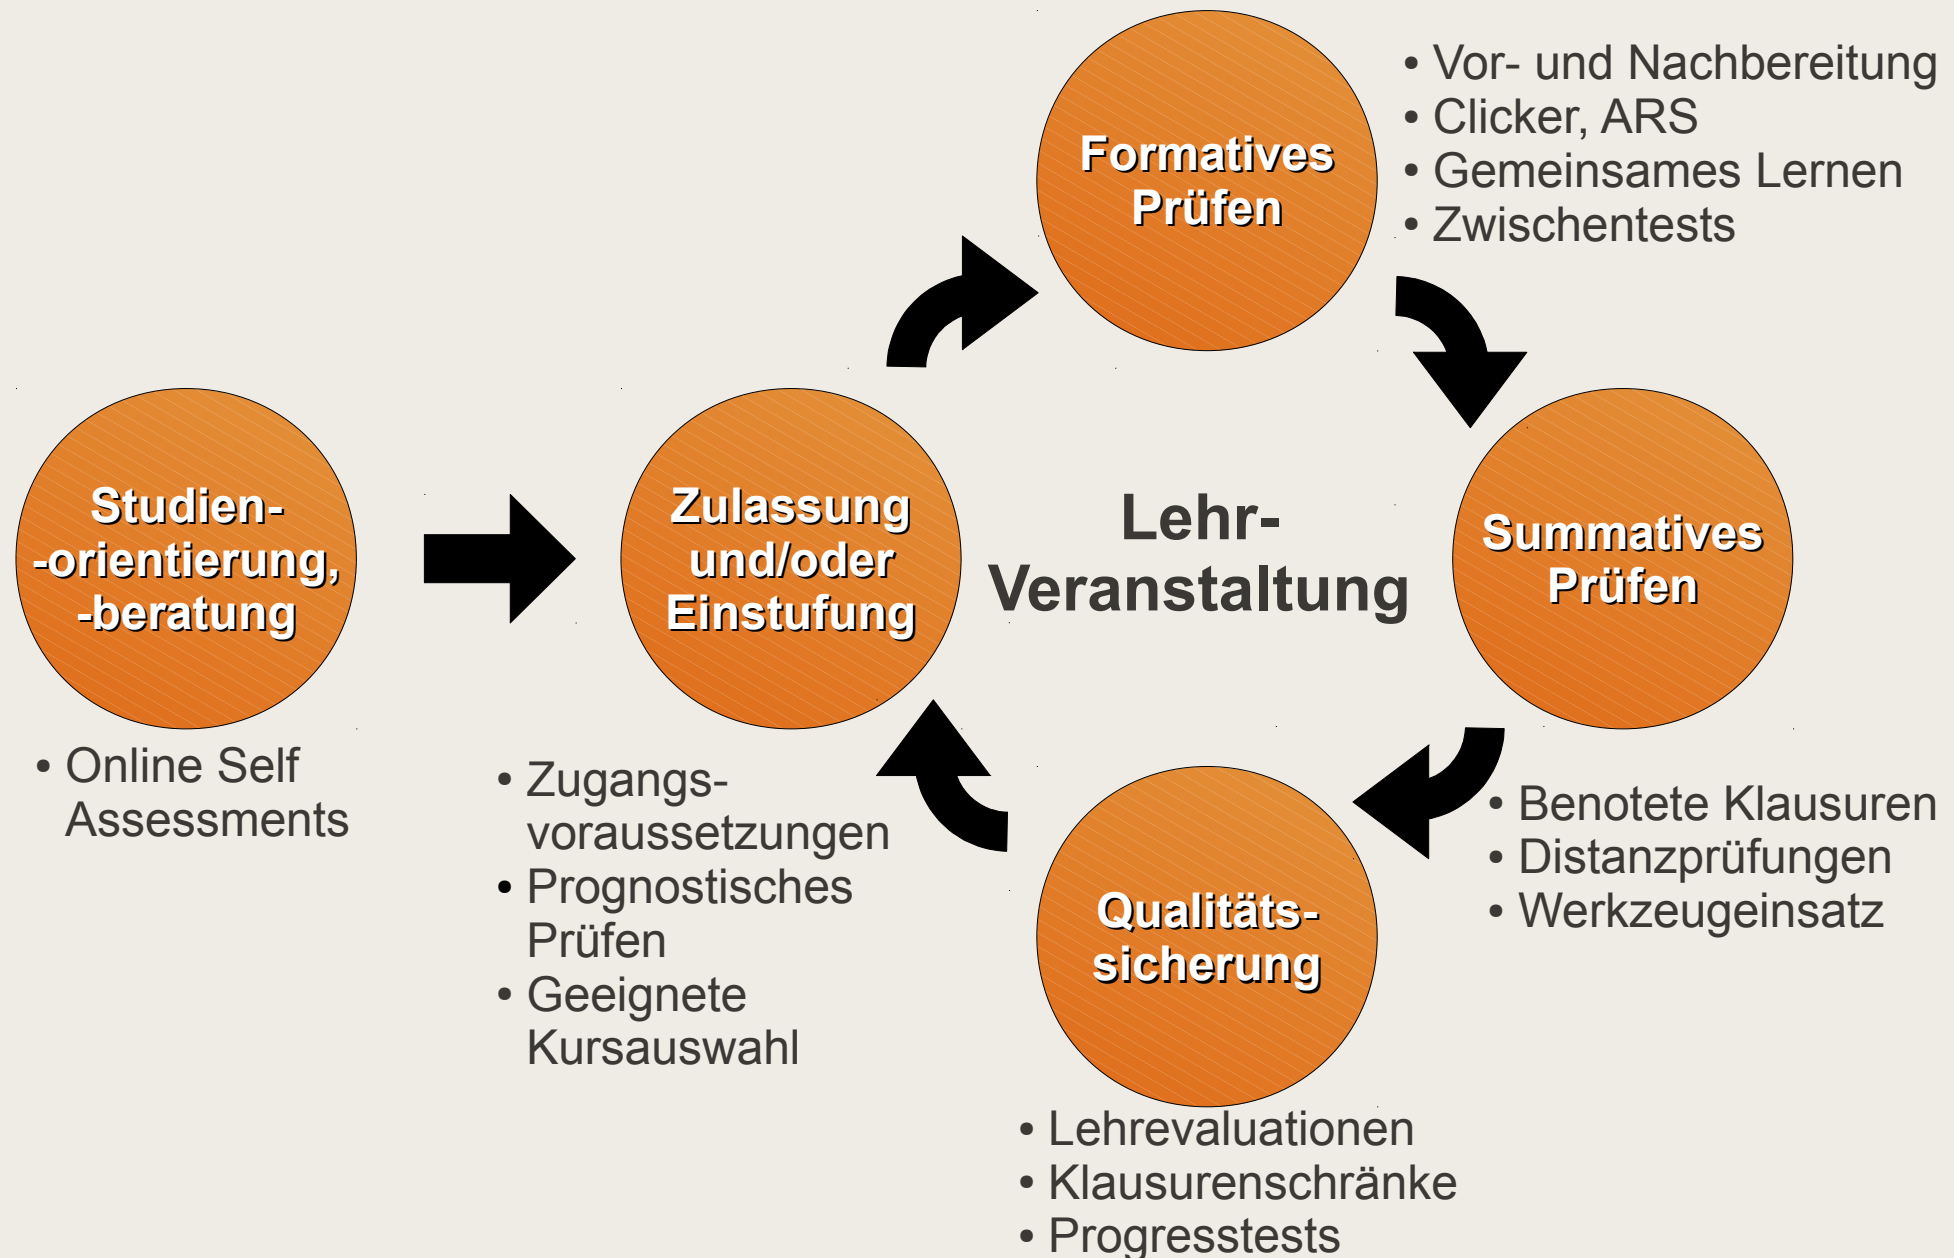 Studien-
-orientierung,
-beratung
• Online Self
Assessments
Zulassung
und/oder
Einstufung
• Zugangs-
voraussetzungen
• Prognostisches
Prüfen
• Geeignete
Kursauswahl
Lehr-
Veranstaltung
Formatives
Prüfen
• Vor- und Nachbereitung
• Clicker, ARS
• Gemeinsames Lernen
• Zwischentests
Summatives
Prüfen
• Benotete Klausuren
• Distanzprüfungen
• Werkzeugeinsatz
Qualitäts-
sicherung
• Lehrevaluationen
• Klausurenschränke
• Progresstests